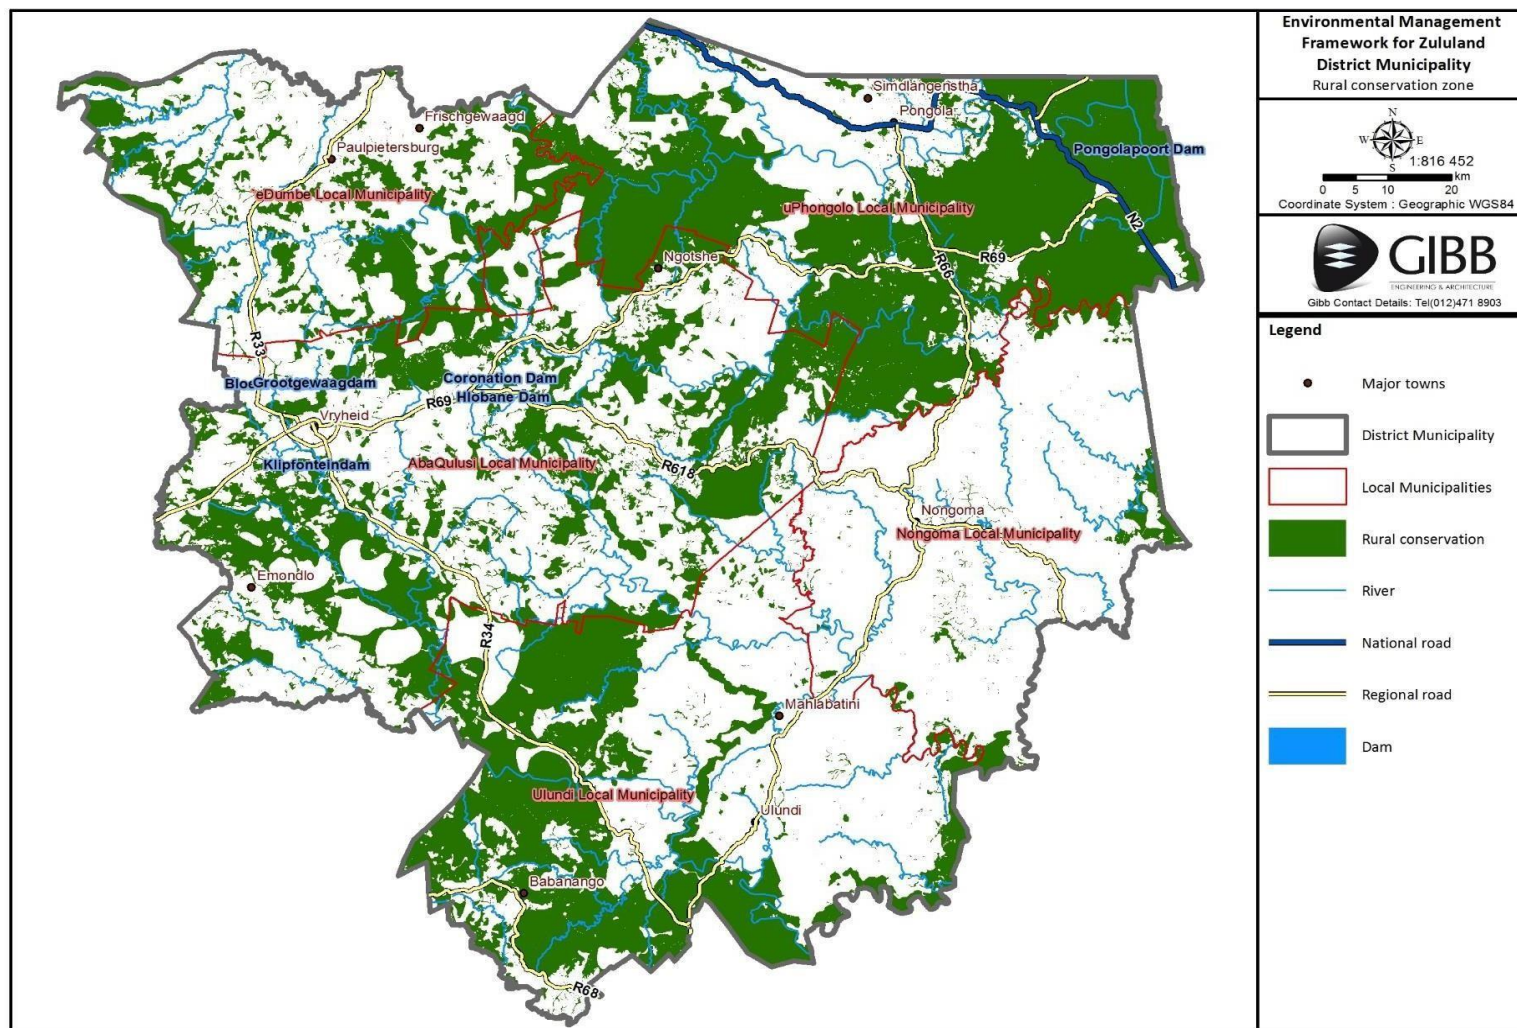 Environmental Management
Framework for Zululand
District Municipality
Rural conservation zone
N
W E
S
1:816 452
km
0 5 10 20
Coordinate System : Geographic WGS84
GIBB
ENGINEERING & ARCHITECTURE
Gibb Contact Details: Tel(012)471 8903
Legend
Major towns
District Municipality
Local Municipalities
Rural conservation
River
National road
Regional road
Dam
Simdlangenstha
Pongola
Frischgewaagd
Paulpietersburg
Pongolapoort Dam
eDumbe Local Municipality
uPhongolo Local Municipality
N2
Ngotshe
R69
R66
R33
Grootgewaagdam
Coronation Dam
Hlobane Dam
R69
Vryheid
Klipfonteindam
AbaQulusi Local Municipality
R618
Nongoma
Nongoma Local Municipality
Emondlo
R34
Mahlabatini
Ulundi Local Municipality
Ulundi
Babanango
R68